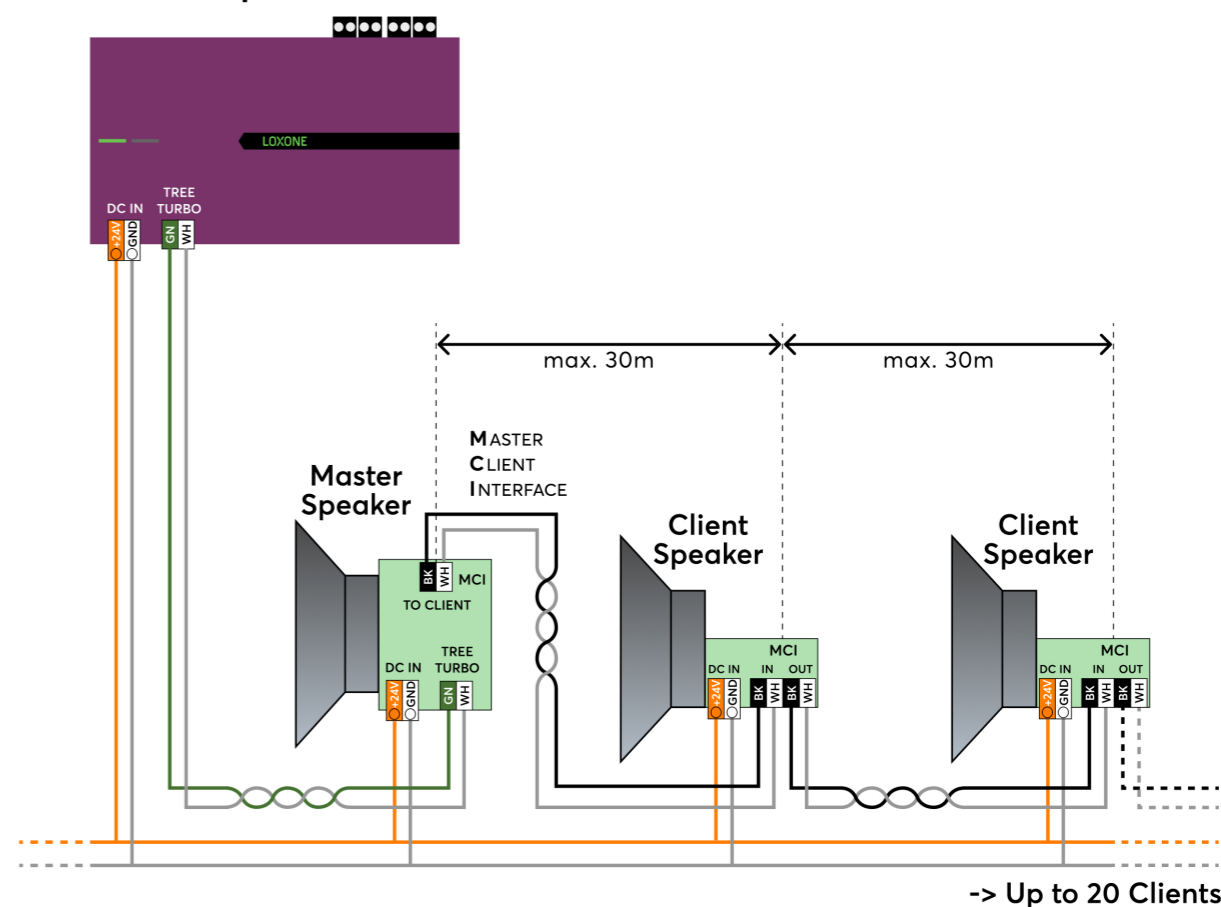 LOXONE
TREE
DC IN TURBO
+24V GND GN WH
max. 30m max. 30m
MASTER
CLIENT
INTERFACE
Master
Speaker
Client
Speaker
Client
Speaker
BK WH MCI
TO CLIENT
TREE
DC IN TURBO
+24V GND GN WH
MCI
DC IN IN OUT
+24V GND BK WH BK WH
MCI
DC IN IN OUT
+24V GND BK WH BK WH
-> Up to 20 Clients